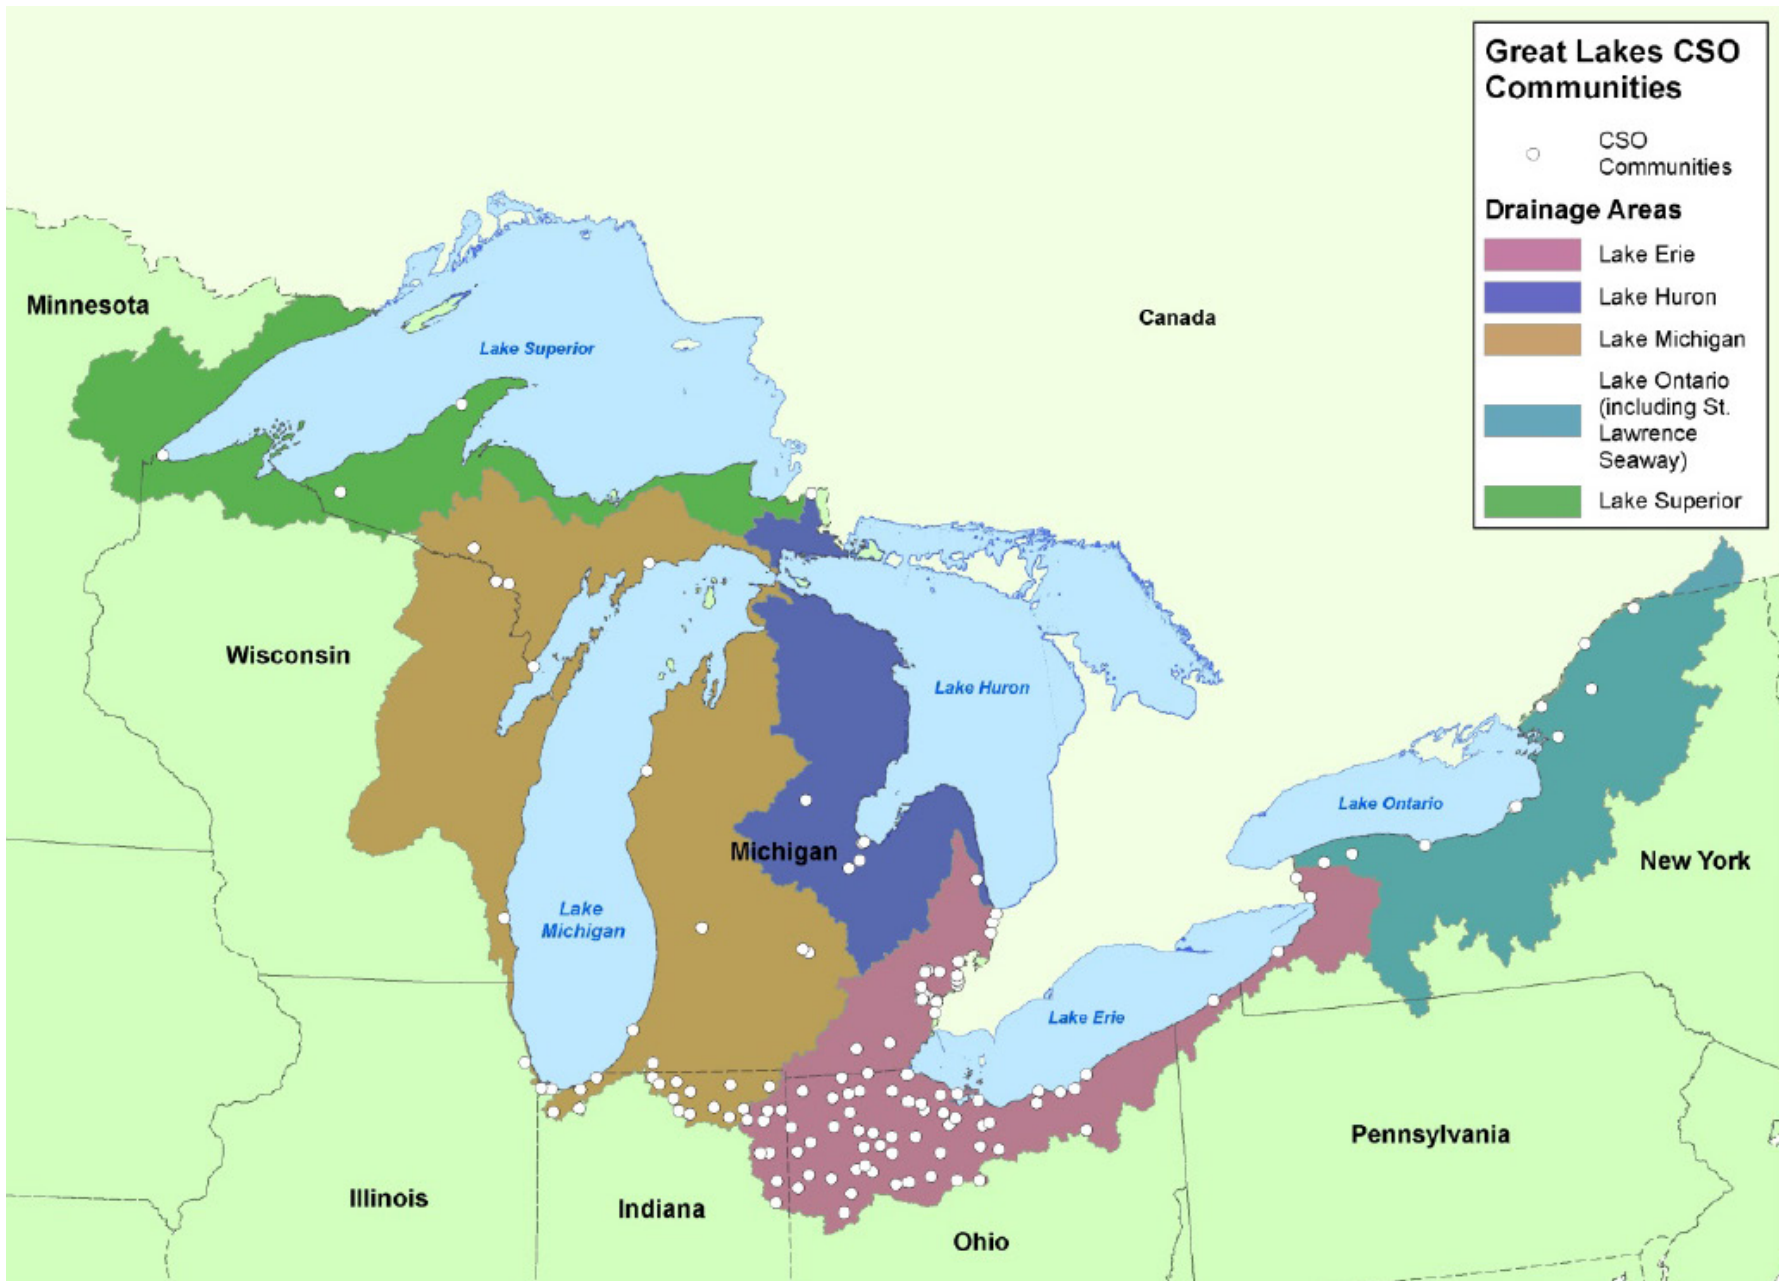 Great Lakes CSO
Communities
CSO
Communities
Drainage Areas
Lake Erie
Lake Huron
Lake Michigan
Lake Ontario
(including St.
Lawrence
Seaway)
Lake Superior
Minnesota
Canada
Lake Superior
Wisconsin
Lake Huron
Lake Ontario
Michigan
New York
Lake
Michigan
Lake Erie
Pennsylvania
Illinois
Indiana
Ohio